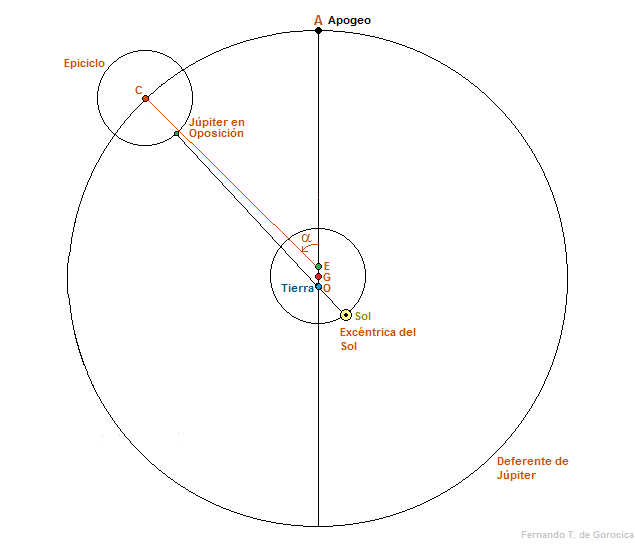 A Apogeo
Epiciclo
C
Júpiter en
Oposición
α
E
G
Tierra O
Sol
Excéntrica del
Sol
Deferente de
Júpiter
Fernando T. de Gorocica